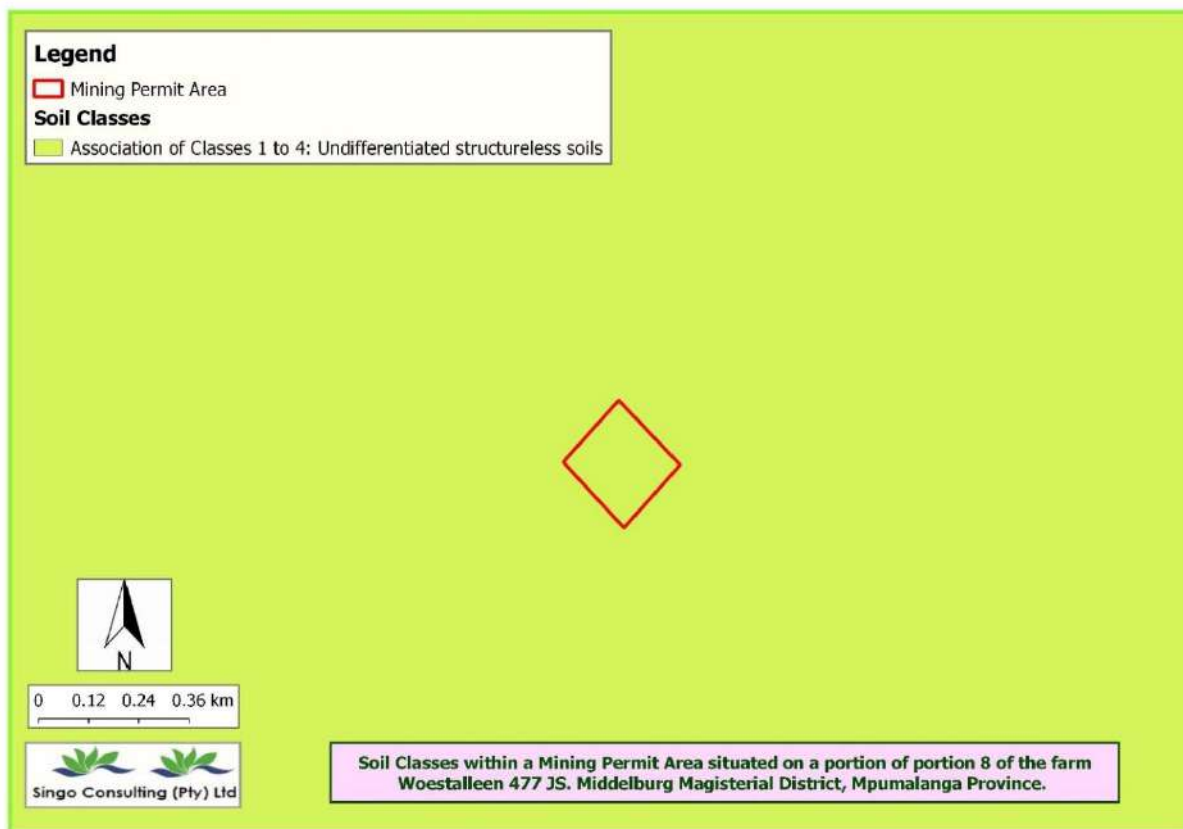 Legend
Mining Permit Area
Soil Classes
Association of Classes 1 to 4: Undifferentiated structureless soils
N
0 0.12 0.24 0.36 km
Singo Consulting (Pty) Ltd
Soil Classes within a Mining Permit Area situated on a portion of portion 8 of the farm
Woestalleen 477 JS. Middelburg Magisterial District, Mpumalanga Province.